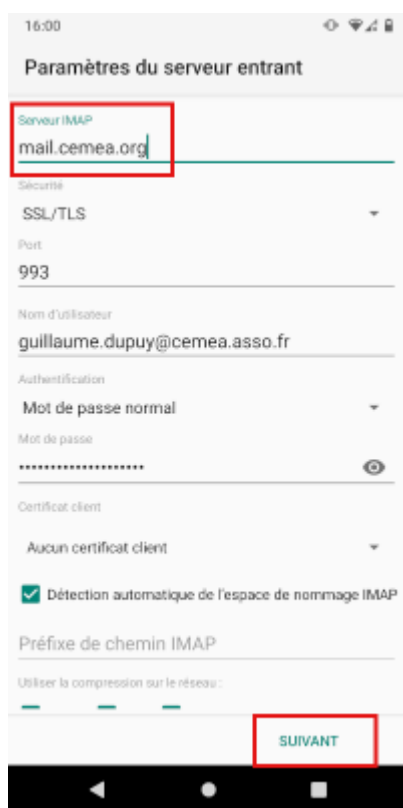 16:00
Paramètres du serveur entrant
Serveur IMAP
mail.cemea.org
Sécurité
SSL/TLS
Port
993
Nom d'utilisateur
guillaume.dupuy@cemea.asso.fr
Authentification
Mot de passe normal
Mot de passe
••••••••••••••••••••
Certificat client
Aucun certificat client
Détection automatique de l'espace de nommage IMAP
Préfixe de chemin IMAP
Utiliser la compression sur le réseau :
SUIVANT